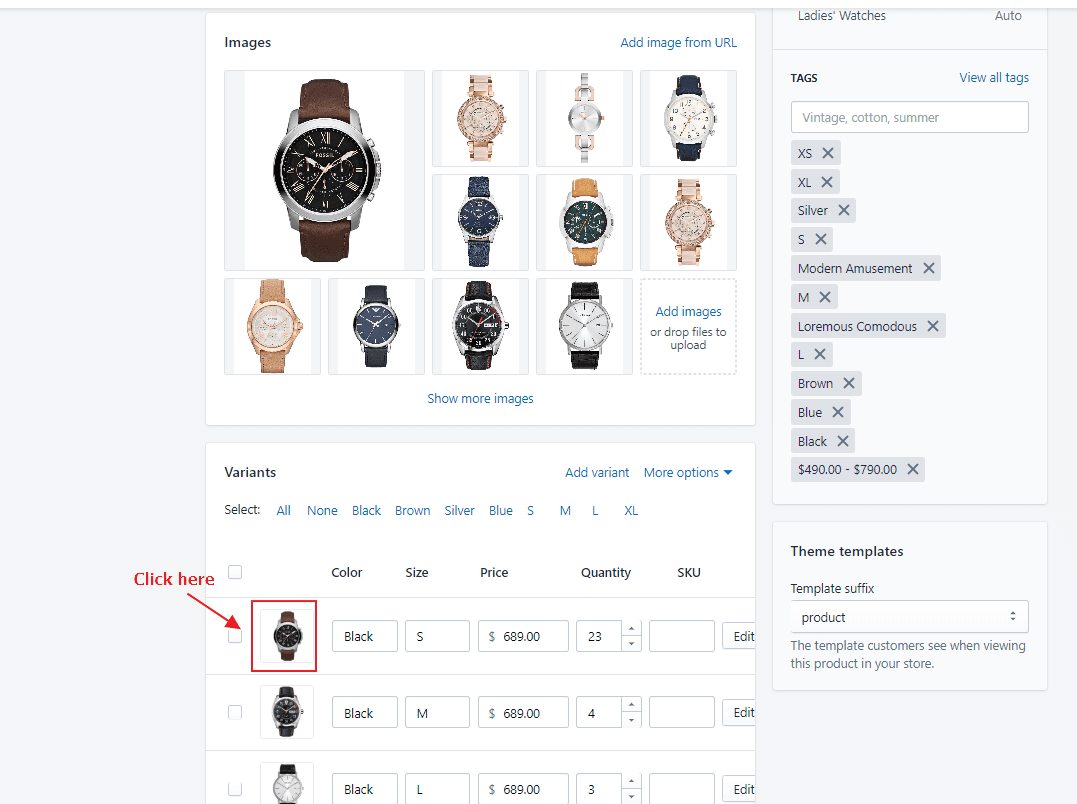 Images
Add image from URL
FOSSIL
Add images
or drop files to
upload
Show more images
Variants
Add variant
More options
Select: All None Black Brown Silver Blue S M L XL
Color Size Price Quantity SKU
Click here
Black S $ 689.00 23 Edit
Black M $ 689.00 4 Edit
Black L $ 689.00 3 Edit
Ladies' Watches Auto
TAGS
View all tags
Vintage, cotton, summer
XS
XL
Silver
S
Modern Amusement
M
Loremous Comodous
L
Brown
Blue
Black
$490.00 - $790.00
Theme templates
Template suffix
product
The template customers see when viewing
this product in your store.